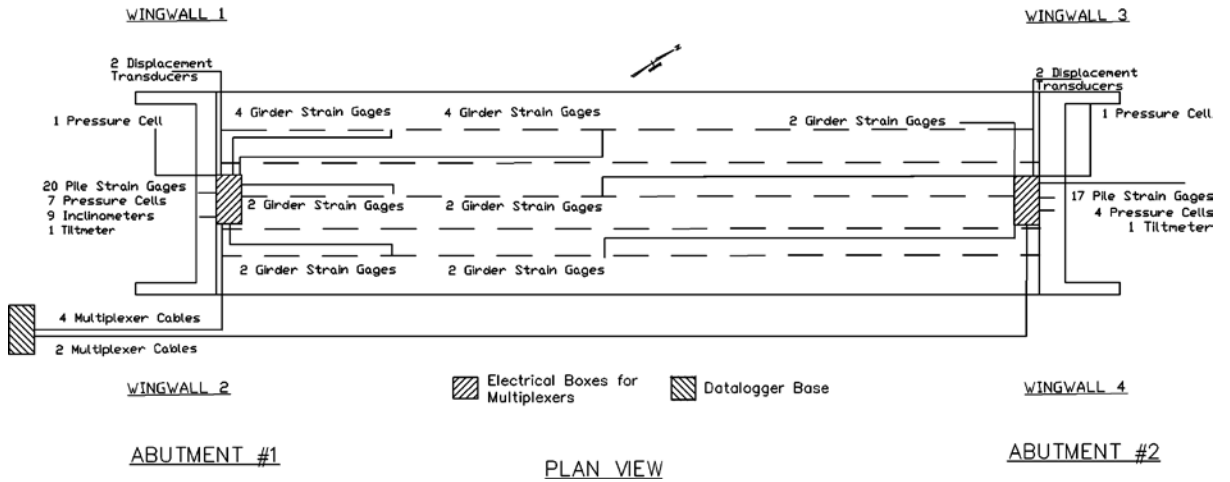 WINGWALL 1
WINGWALL 3
2 Displacement
Transducers
2 Displacement
Transducers
N
1 Pressure Cell
4 Girder Strain Gages
4 Girder Strain Gages
2 Girder Strain Gages
1 Pressure Cell
20 Pile Strain Gages
7 Pressure Cells
9 Inclinometers
1 Tiltmeter
2 Girder Strain Gages
2 Girder Strain Gages
17 Pile Strain Gages
4 Pressure Cells
1 Tiltmeter
2 Girder Strain Gages
2 Girder Strain Gages
4 Multiplexer Cables
2 Multiplexer Cables
WINGWALL 2
Electrical Boxes for
Multiplexers
Datalogger Base
WINGWALL 4
ABUTMENT #1
PLAN VIEW
ABUTMENT #2